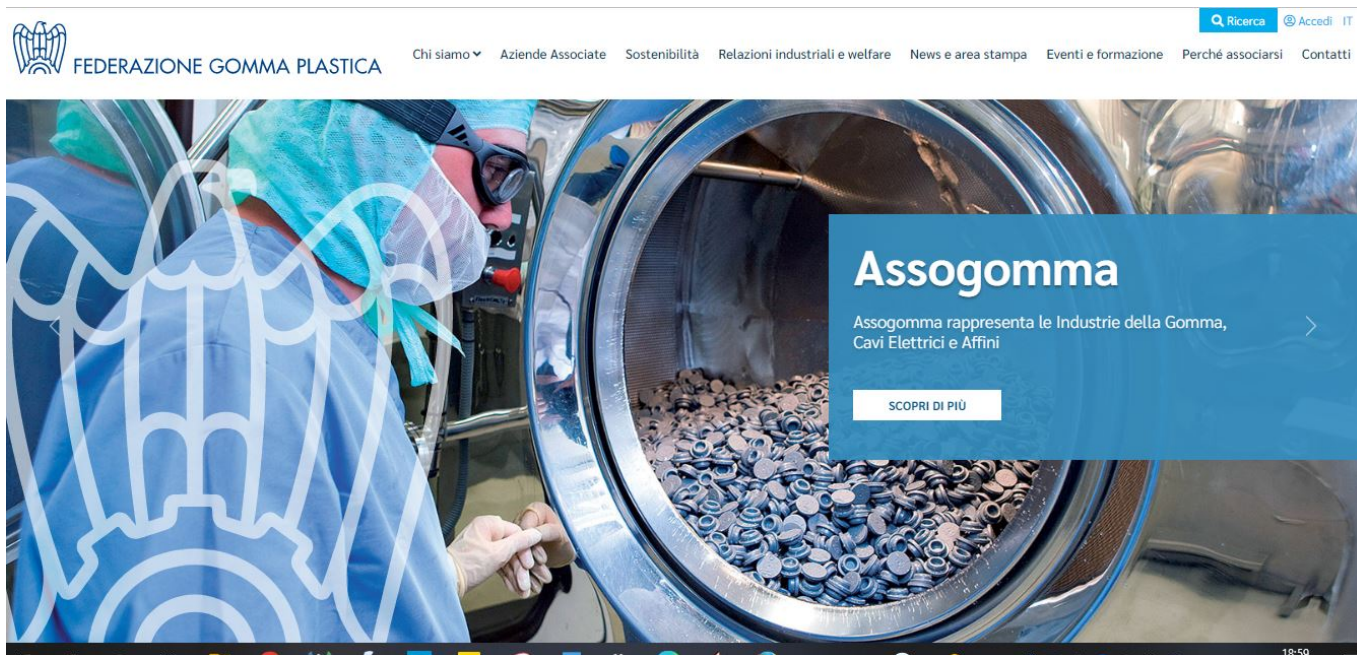 Ricerca Accedi IT
FEDERAZIONE GOMMA PLASTICA
Chi siamo Aziende Associate Sostenibilità Relazioni industriali e welfare News e area stampa Eventi e formazione Perché associarsi Contatti
Assogomma
Assogomma rappresenta le Industrie della Gomma,
Cavi Elettrici e Affini
SCOPRI DI PIÙ
18:59